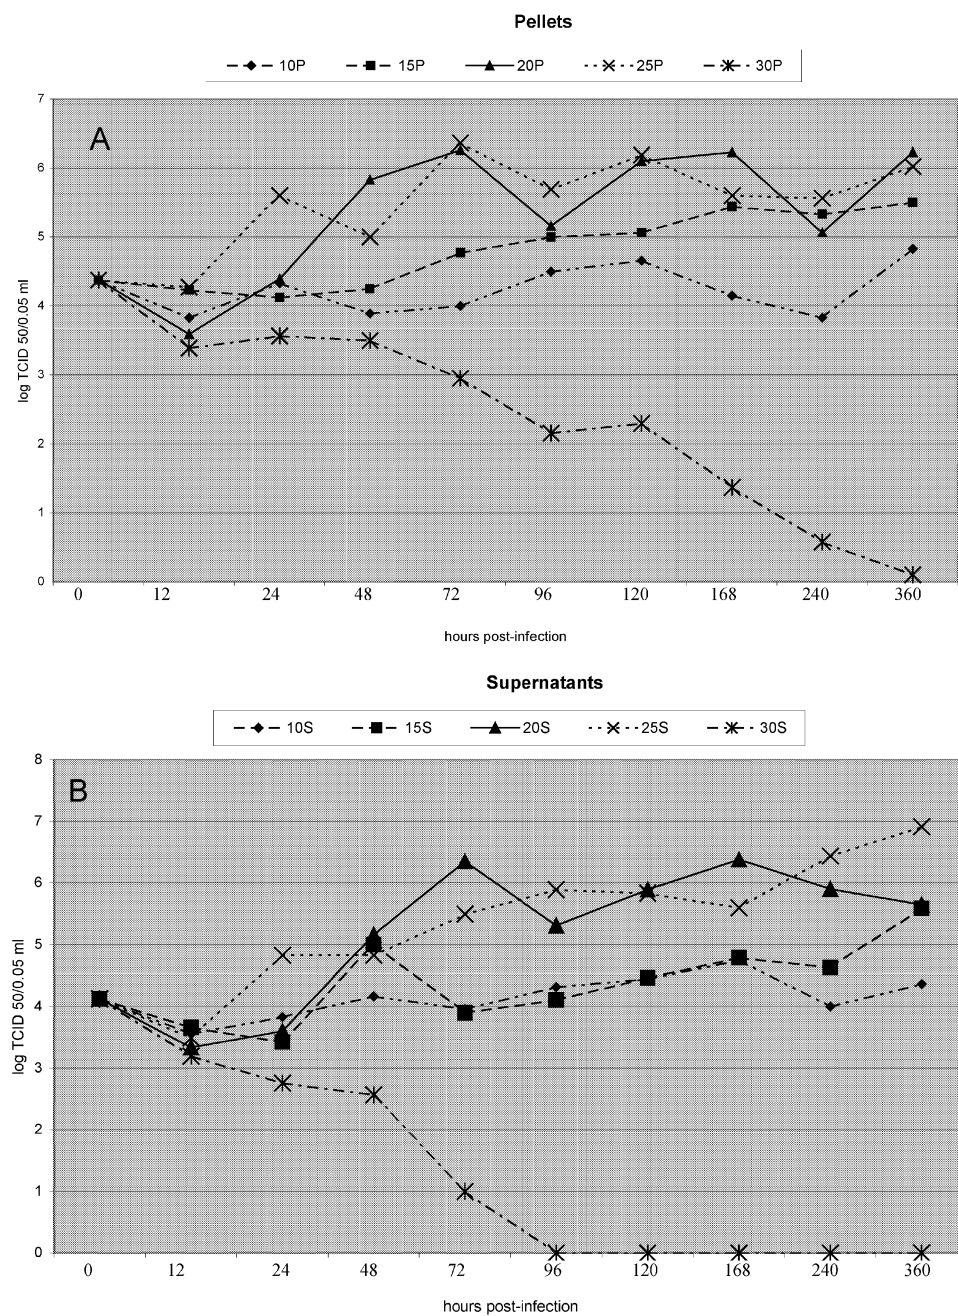 Pellets
10P 15P 20P 25P 30P
A
7
6
5
4
3
2
1
0
log TCID 50/0.05 ml
0 12 24 48 72 96 120 168 240 360
hours post-infection
Supernatants
10S 15S 20S 25S 30S
B
8
7
6
5
4
3
2
1
0
log TCID 50/0.05 ml
0 12 24 48 72 96 120 168 240 360
hours post-infection